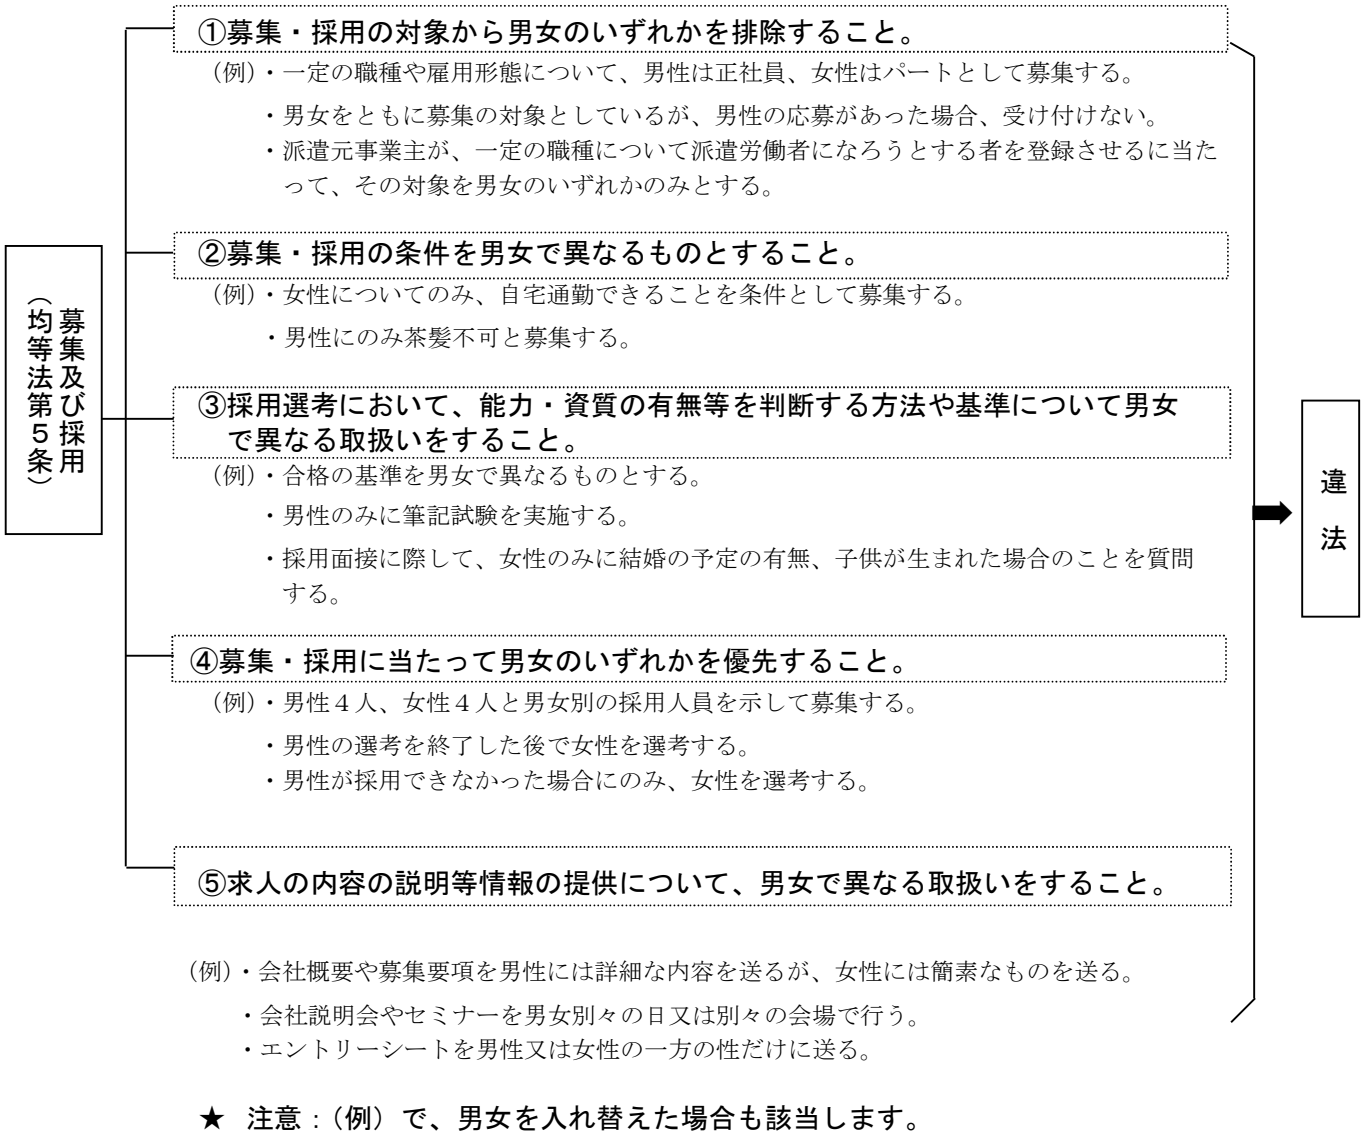 募集及び採用
（均等法第５条）
①募集・採用の対象から男女のいずれかを排除すること。
（例）・一定の職種や雇用形態について、男性は正社員、女性はパートとして募集する。
・男女をともに募集の対象としているが、男性の応募があった場合、受け付けない。
・派遣元事業主が、一定の職種について派遣労働者になろうとする者を登録させるに当た
って、その対象を男女のいずれかのみとする。
②募集・採用の条件を男女で異なるものとすること。
（例）・女性についてのみ、自宅通勤できることを条件として募集する。
・男性にのみ茶髪不可と募集する。
③採用選考において、能力・資質の有無等を判断する方法や基準について男女
で異なる取扱いをすること。
（例）・合格の基準を男女で異なるものとする。
・男性のみに筆記試験を実施する。
・採用面接に際して、女性のみに結婚の予定の有無、子供が生まれた場合のことを質問
する。
④募集・採用に当たって男女のいずれかを優先すること。
（例）・男性４人、女性４人と男女別の採用人員を示して募集する。
・男性の選考を終了した後で女性を選考する。
・男性が採用できなかった場合にのみ、女性を選考する。
⑤求人の内容の説明等情報の提供について、男女で異なる取扱いをすること。
（例）・会社概要や募集要項を男性には詳細な内容を送るが、女性には簡素なものを送る。
・会社説明会やセミナーを男女別々の日又は別々の会場で行う。
・エントリーシートを男性又は女性の一方の性だけに送る。
違法
★ 注意：（例）で、男女を入れ替えた場合も該当します。